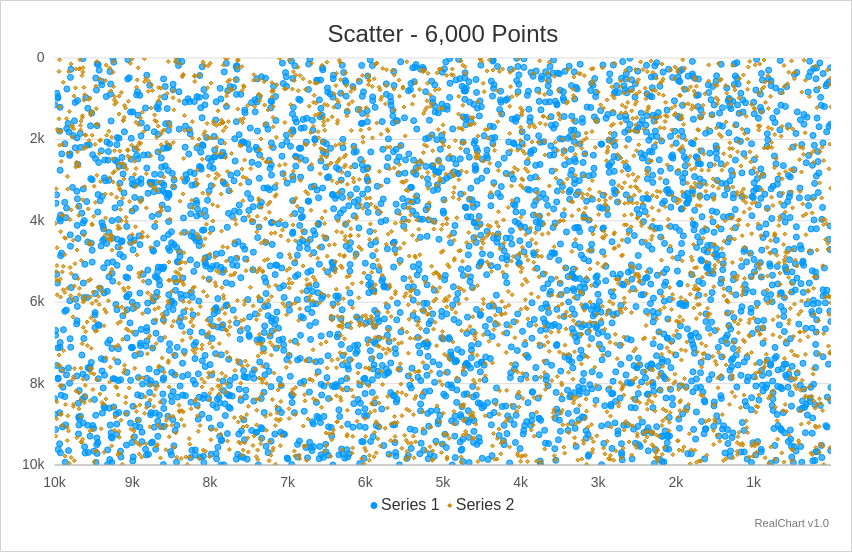 Scatter - 6,000 Points
0
2k
4k
6k
8k
10k
10k 9k 8k 7k 6k 5k 4k 3k 2k 1k
Series 1 Series 2
RealChart v1.0